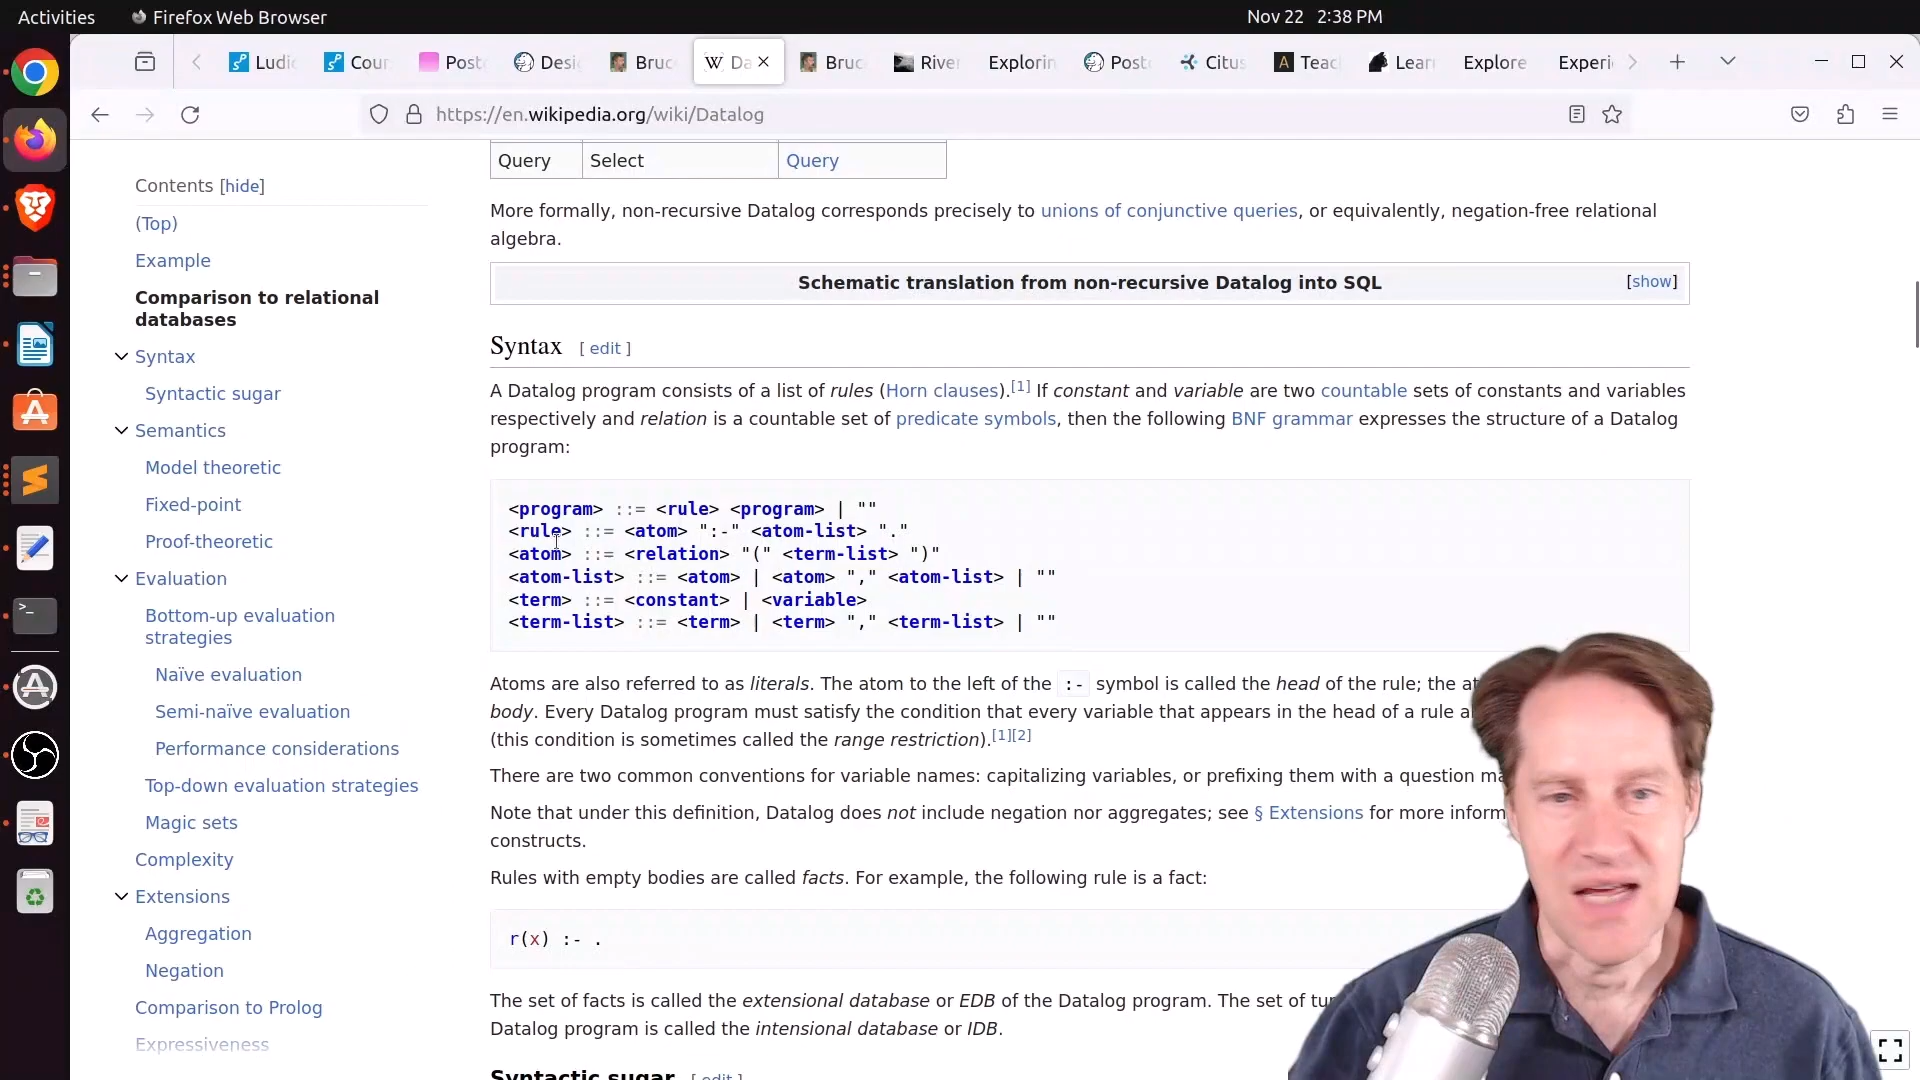 Activities
Firefox Web Browser
Nov 22 2:38 PM
Ludi
Cour
Posto
Desi
Bruc
W Da
Bruc
River
Explorin
Posto
Citus
Teac
Lear
Explore
Experi
https://en.wikipedia.org/wiki/Datalog
Contents [hide]
(Top)
Example
Comparison to relational
databases
Syntax
Syntactic sugar
Semantics
Model theoretic
Fixed-point
Proof-theoretic
Evaluation
Bottom-up evaluation
strategies
Naïve evaluation
Semi-naïve evaluation
Performance considerations
Top-down evaluation strategies
Magic sets
Complexity
Extensions
Aggregation
Negation
Comparison to Prolog
Expressiveness
Query Select Query
More formally, non-recursive Datalog corresponds precisely to unions of conjunctive queries, or equivalently, negation-free relational
algebra.
Schematic translation from non-recursive Datalog into SQL [show]
Syntax [ edit ]
A Datalog program consists of a list of rules (Horn clauses).[1] If constant and variable are two countable sets of constants and variables
respectively and relation is a countable set of predicate symbols, then the following BNF grammar expresses the structure of a Datalog
program:
<program> ::= <rule> <program> | ""
<rule> ::= <atom> ":-" <atom-list> "."
<atom> ::= <relation> "(" <term-list> ")"
<atom-list> ::= <atom> | <atom> "," <atom-list> | ""
<term> ::= <constant> | <variable>
<term-list> ::= <term> | <term> "," <term-list> | ""
Atoms are also referred to as literals. The atom to the left of the :- symbol is called the head of the rule; the at
body. Every Datalog program must satisfy the condition that every variable that appears in the head of a rule a
(this condition is sometimes called the range restriction).[1][2]
There are two common conventions for variable names: capitalizing variables, or prefixing them with a question ma
Note that under this definition, Datalog does not include negation nor aggregates; see § Extensions for more inform
constructs.
Rules with empty bodies are called facts. For example, the following rule is a fact:
r(x) :- .
The set of facts is called the extensional database or EDB of the Datalog program. The set of tu
Datalog program is called the intensional database or IDB.
Syntactic sugar [ edit ]